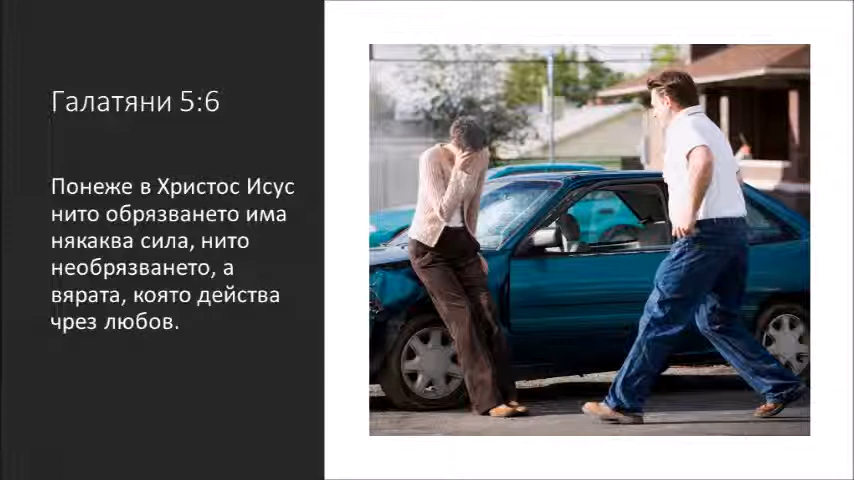 Галатяни 5:6
Понеже в Христос Исус
нито обрязването има
някаква сила, нито
необрязването, а
вярата, която действа
чрез любов.